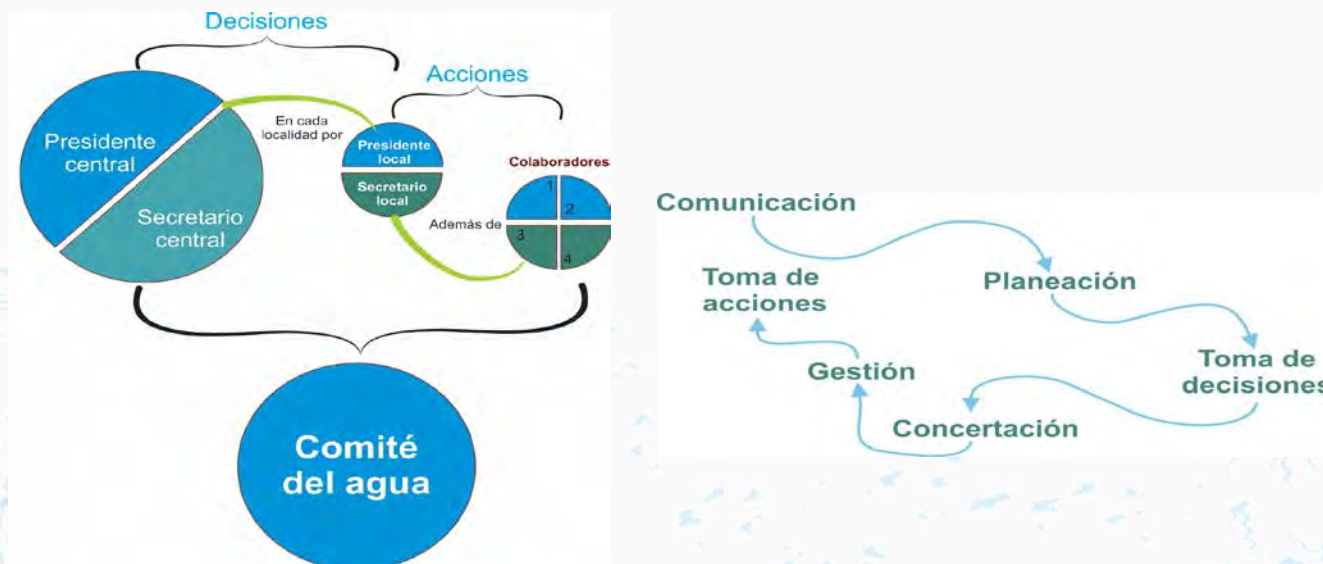 Decisiones
Acciones
Presidente
central
Secretario
central
En cada
localidad por
Presidente
local
Secretario
local
Además de
Colaboradores
1
2
3
4
Comité
del agua
Comunicación
Planeación
Toma de
decisiones
Concertación
Gestión
Toma de
acciones